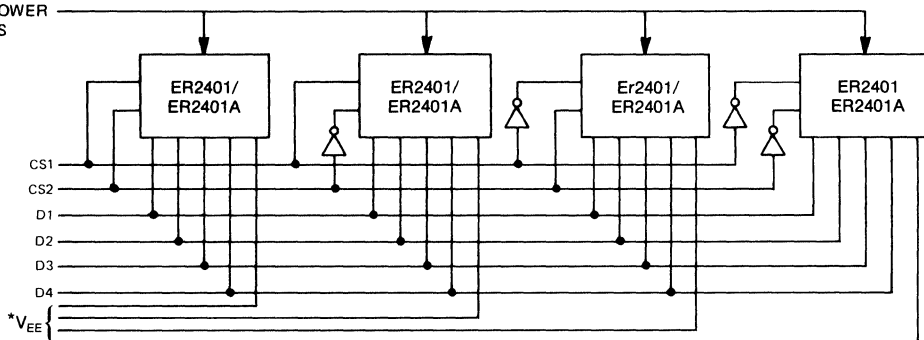 OWER
S
ER2401/
ER2401A
ER2401/
ER2401A
Er2401/
ER2401A
ER2401
ER2401A
CS1
CS2
D1
D2
D3
D4
*VEE {